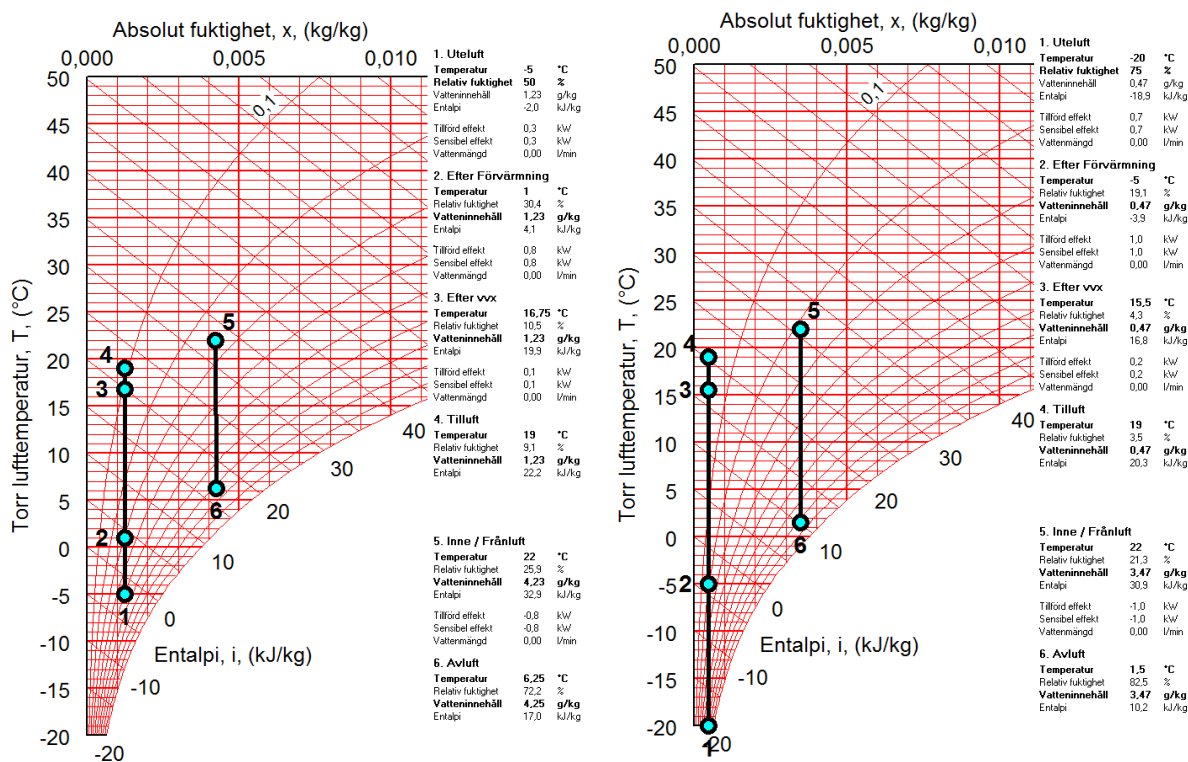 Absolut fuktighet, x, (kg/kg)
0,000 0,005 0,010
50
45
40
35
30
25
20
15
10
5
0
-5
-10
-15
-20
Torr lufttemperatur, T, (°C)
0,1
40
30
20
10
0
-10
-20
Entalpi, i, (kJ/kg)
1
2
3
4
5
6
1. Uteluft
Temperatur -5 °C
Relativ fuktighet 50 %
Vatteninnehåll 1,23 g/kg
Entalpi -2,0 kJ/kg
Tillförd effekt 0,3 kW
Sensibel effekt 0,3 kW
Vattenmängd 0,00 l/min
2. Efter Förvärmning
Temperatur 1 °C
Relativ fuktighet 30,4 %
Vatteninnehåll 1,23 g/kg
Entalpi 4,1 kJ/kg
Tillförd effekt 0,8 kW
Sensibel effekt 0,8 kW
Vattenmängd 0,00 l/min
3. Efter vvx
Temperatur 16,75 °C
Relativ fuktighet 10,5 %
Vatteninnehåll 1,23 g/kg
Entalpi 19,9 kJ/kg
Tillförd effekt 0,1 kW
Sensibel effekt 0,1 kW
Vattenmängd 0,00 l/min
4. Tilluft
Temperatur 19 °C
Relativ fuktighet 9,1 %
Vatteninnehåll 1,23 g/kg
Entalpi 22,2 kJ/kg
5. Inne / Frånluft
Temperatur 22 °C
Relativ fuktighet 25,9 %
Vatteninnehåll 4,23 g/kg
Entalpi 32,9 kJ/kg
Tillförd effekt -0,8 kW
Sensibel effekt -0,8 kW
Vattenmängd 0,00 l/min
6. Avluft
Temperatur 6,25 °C
Relativ fuktighet 72,2 %
Vatteninnehåll 4,25 g/kg
Entalpi 17,0 kJ/kg
Absolut fuktighet, x, (kg/kg)
0,000 0,005 0,010
50
45
40
35
30
25
20
15
10
5
0
-5
-10
-15
-20
Torr lufttemperatur, T, (°C)
0,1
40
30
20
10
0
-10
-20
Entalpi, i, (kJ/kg)
1
2
3
4
5
6
1. Uteluft
Temperatur -20 °C
Relativ fuktighet 75 %
Vatteninnehåll 0,47 g/kg
Entalpi -18,9 kJ/kg
Tillförd effekt 0,7 kW
Sensibel effekt 0,7 kW
Vattenmängd 0,00 l/min
2. Efter Förvärmning
Temperatur -5 °C
Relativ fuktighet 19,1 %
Vatteninnehåll 0,47 g/kg
Entalpi -3,9 kJ/kg
Tillförd effekt 1,0 kW
Sensibel effekt 1,0 kW
Vattenmängd 0,00 l/min
3. Efter vvx
Temperatur 15,5 °C
Relativ fuktighet 4,3 %
Vatteninnehåll 0,47 g/kg
Entalpi 16,8 kJ/kg
Tillförd effekt 0,2 kW
Sensibel effekt 0,2 kW
Vattenmängd 0,00 l/min
4. Tilluft
Temperatur 19 °C
Relativ fuktighet 3,5 %
Vatteninnehåll 0,47 g/kg
Entalpi 20,3 kJ/kg
5. Inne / Frånluft
Temperatur 22 °C
Relativ fuktighet 21,3 %
Vatteninnehåll 3,47 g/kg
Entalpi 30,9 kJ/kg
Tillförd effekt -1,0 kW
Sensibel effekt -1,0 kW
Vattenmängd 0,00 l/min
6. Avluft
Temperatur 1,5 °C
Relativ fuktighet 82,5 %
Vatteninnehåll 3,47 g/kg
Entalpi 10,2 kJ/kg